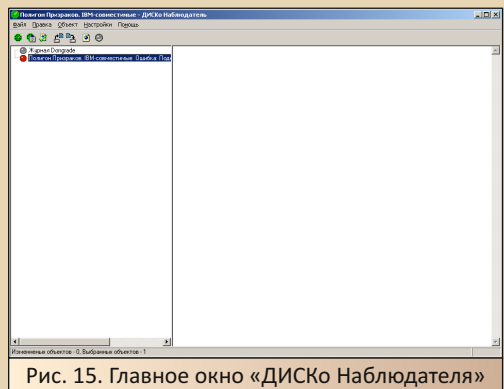 Полигон Призраков. IBM-совместимые - ДИСКо Наблюдатель
Файл Правка Объект Настройки Помощь
Журнал Dongrade
Полигон Призраков. IBM-совместимые Ошибка: Под
Измененных объектов - 0, Выбранных объектов - 1
Рис. 15. Главное окно «ДИСКо Наблюдателя»